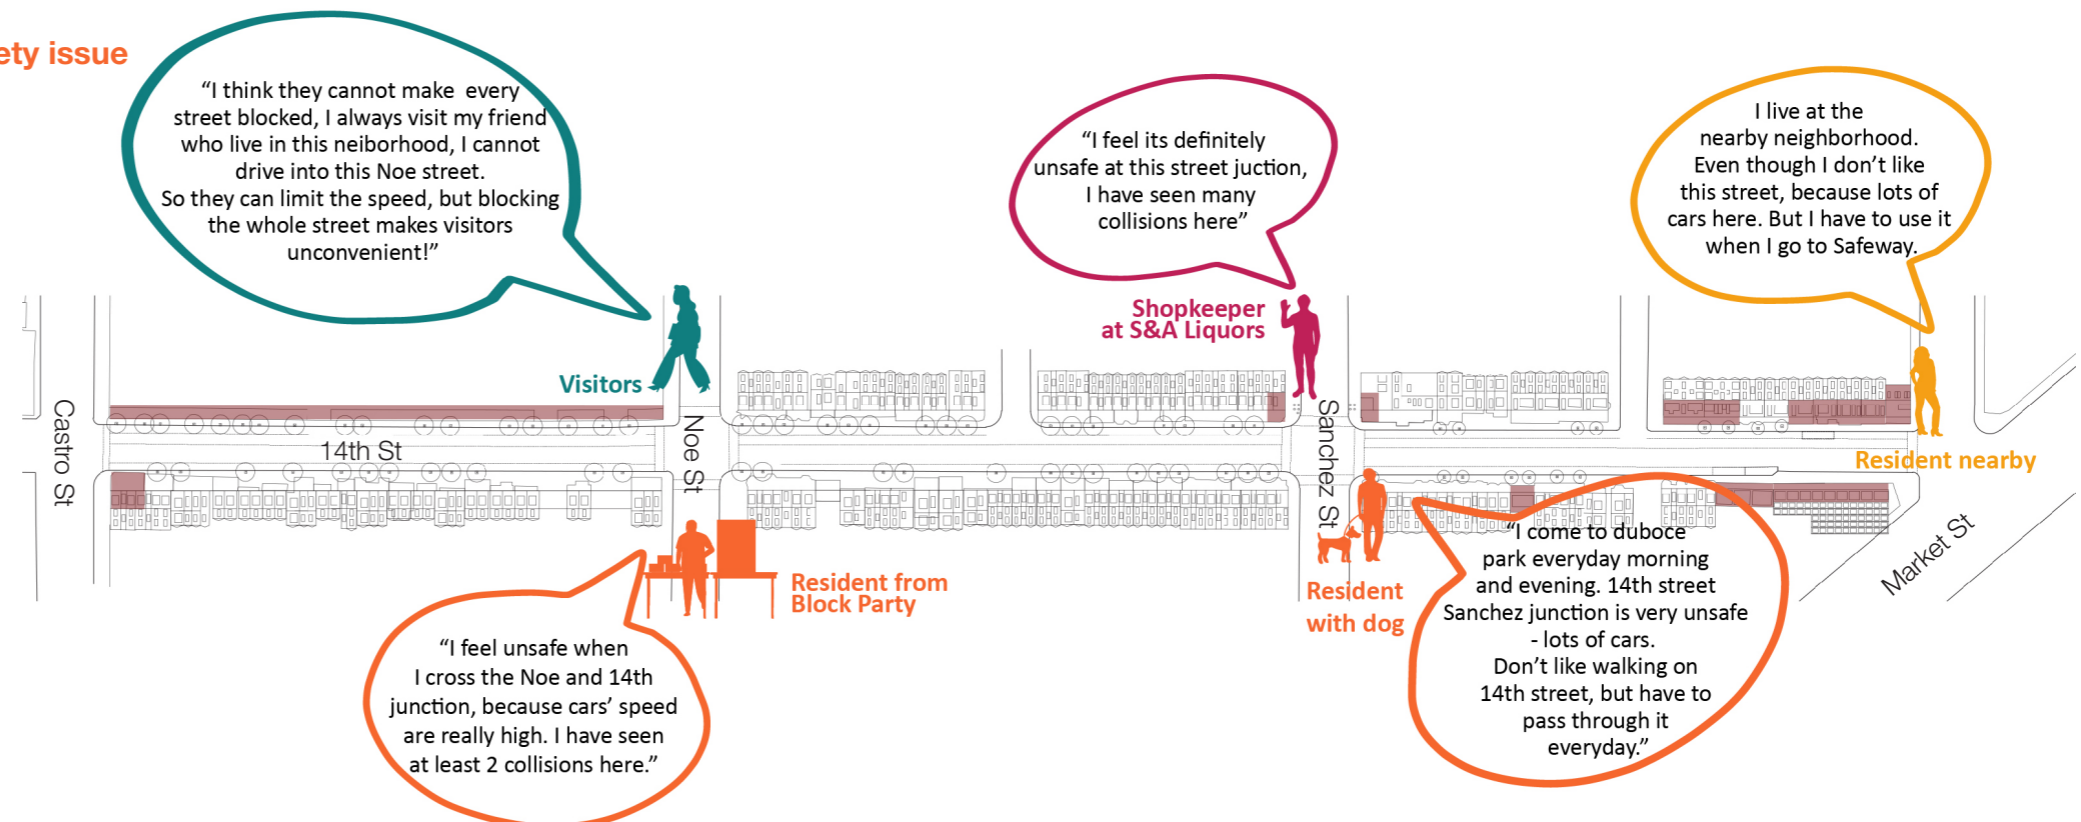 ety issue
“I think they cannot make every
street blocked, I always visit my friend
who live in this neiborhood, I cannot
drive into this Noe street.
So they can limit the speed, but blocking
the whole street makes visitors
unconvenient!”
Visitors
“I feel its definitely
unsafe at this street juction,
I have seen many
collisions here”
Shopkeeper
at S&A Liquors
I live at the
nearby neighborhood.
Even though I don’t like
this street, because lots of
cars here. But I have to use it
when I go to Safeway.
Resident nearby
Castro St
14th St
Noe St
Sanchez St
Market St
“I feel unsafe when
I cross the Noe and 14th
junction, because cars’ speed
are really high. I have seen
at least 2 collisions here.”
Resident from
Block Party
Resident
with dog
“I come to duboce
park everyday morning
and evening. 14th street
Sanchez junction is very unsafe
- lots of cars.
Don’t like walking on
14th street, but have to
pass through it
everyday.”